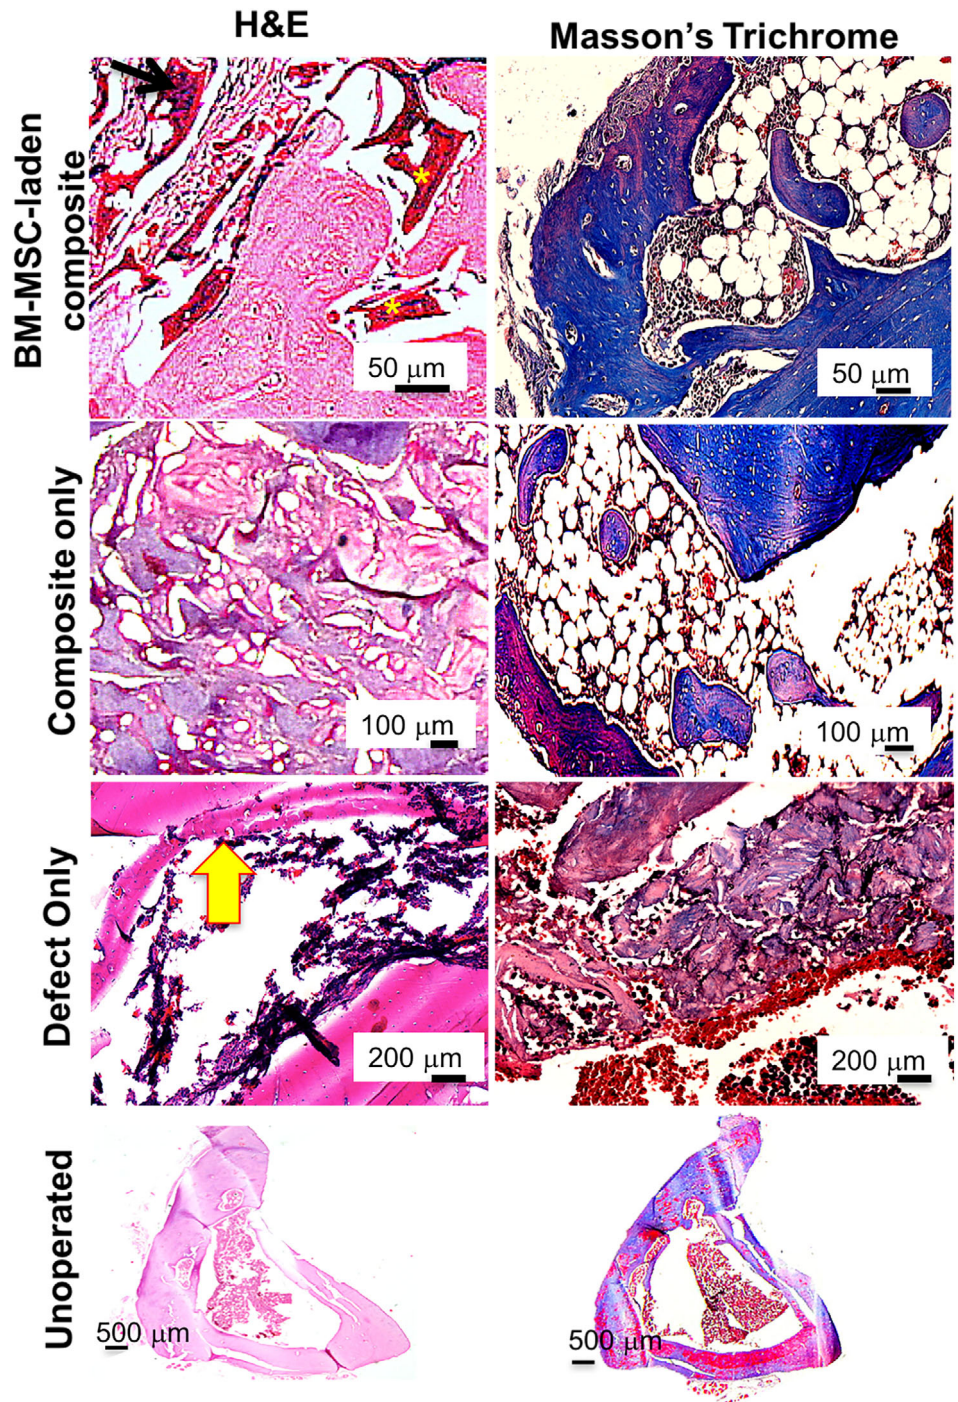 H&E
Masson's Trichrome
BM-MSC-laden
composite
*
*
50 µm
50 µm
Composite only
100 µm
100 µm
Defect Only
200 µm
200 µm
Unoperated
500 µm
500 µm